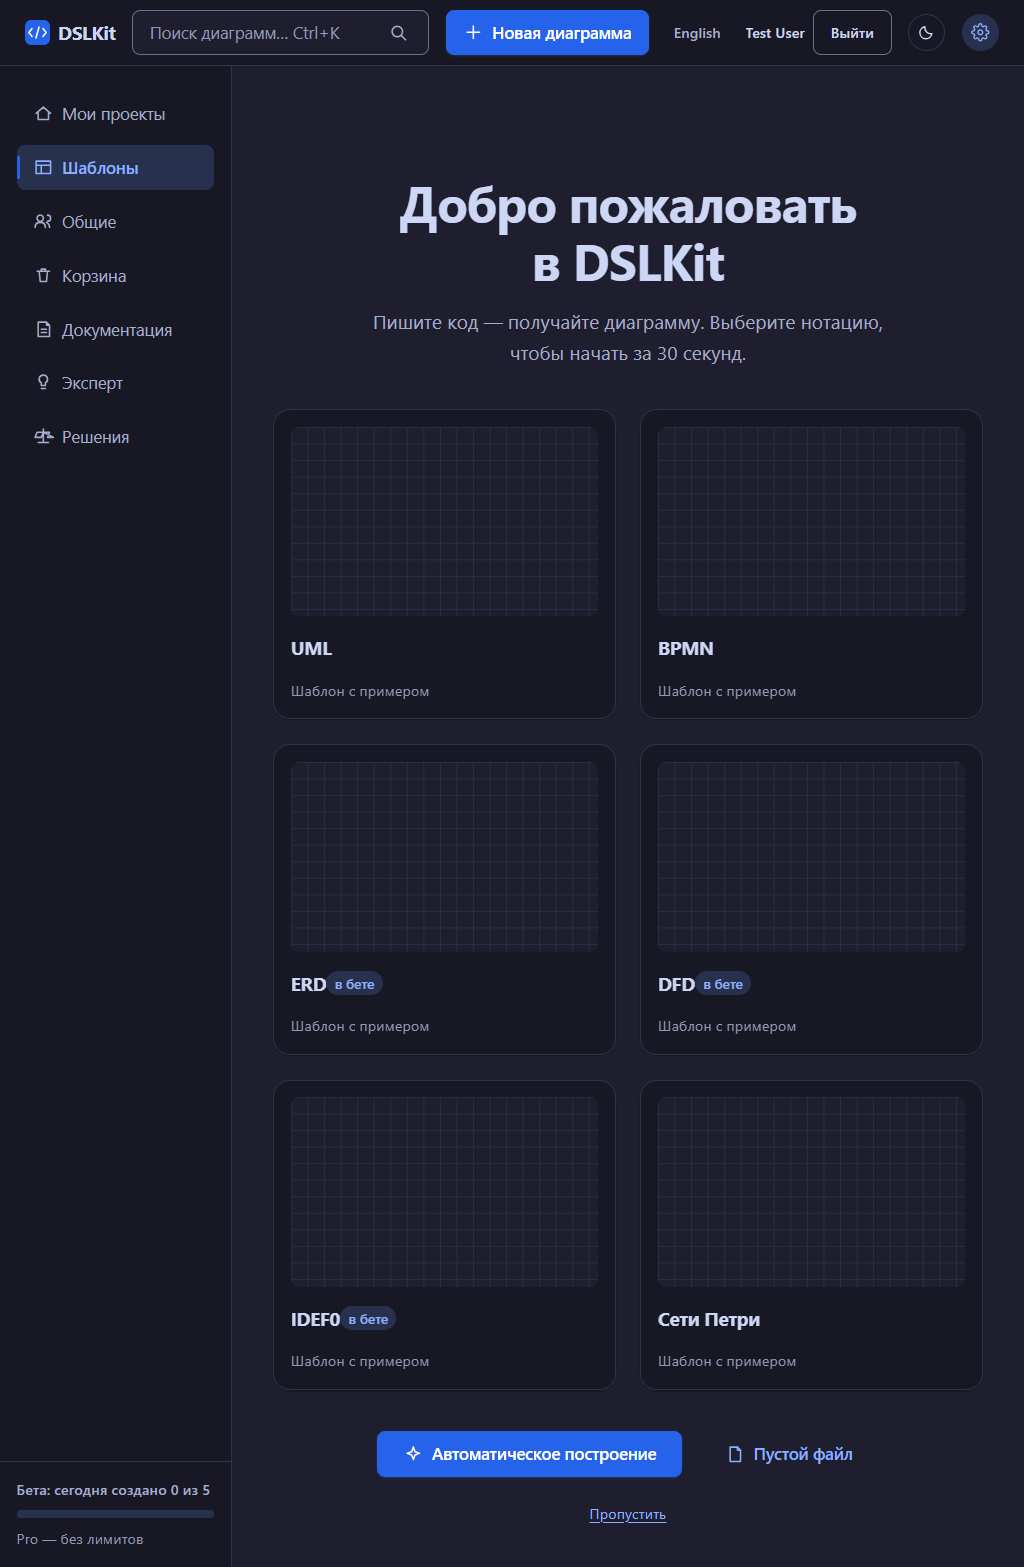 DSLKit
Поиск диаграмм... Ctrl+K
Новая диаграмма
English
Test User
Выйти
Мои проекты
Шаблоны
Общие
Корзина
Документация
Эксперт
Решения
Добро пожаловать
в DSLKit
Пишите код — получайте диаграмму. Выберите нотацию,
чтобы начать за 30 секунд.
UML
Шаблон с примером
BPMN
Шаблон с примером
ERD в бете
Шаблон с примером
DFD в бете
Шаблон с примером
IDEF0 в бете
Шаблон с примером
Сети Петри
Шаблон с примером
Автоматическое построение
Пустой файл
Пропустить
Бета: сегодня создано 0 из 5
Pro — без лимитов